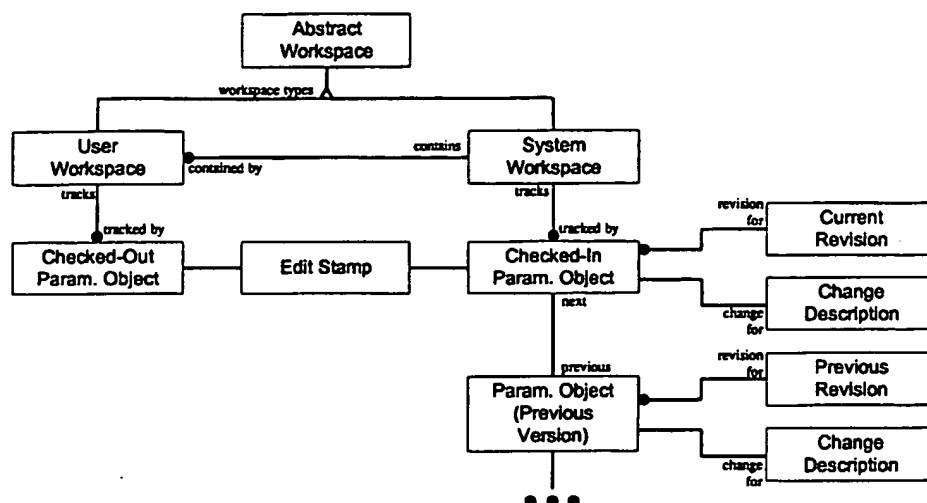 Abstract
Workspace
workspace types
User
Workspace
contained by
contains
System
Workspace
tracks
tracks
tracked by
tracked by
Checked-Out
Param. Object
Edit Stamp
Checked-In
Param. Object
next
revision
for
Current
Revision
change
for
Change
Description
previous
Param. Object
(Previous
Version)
revision
for
Previous
Revision
change
for
Change
Description